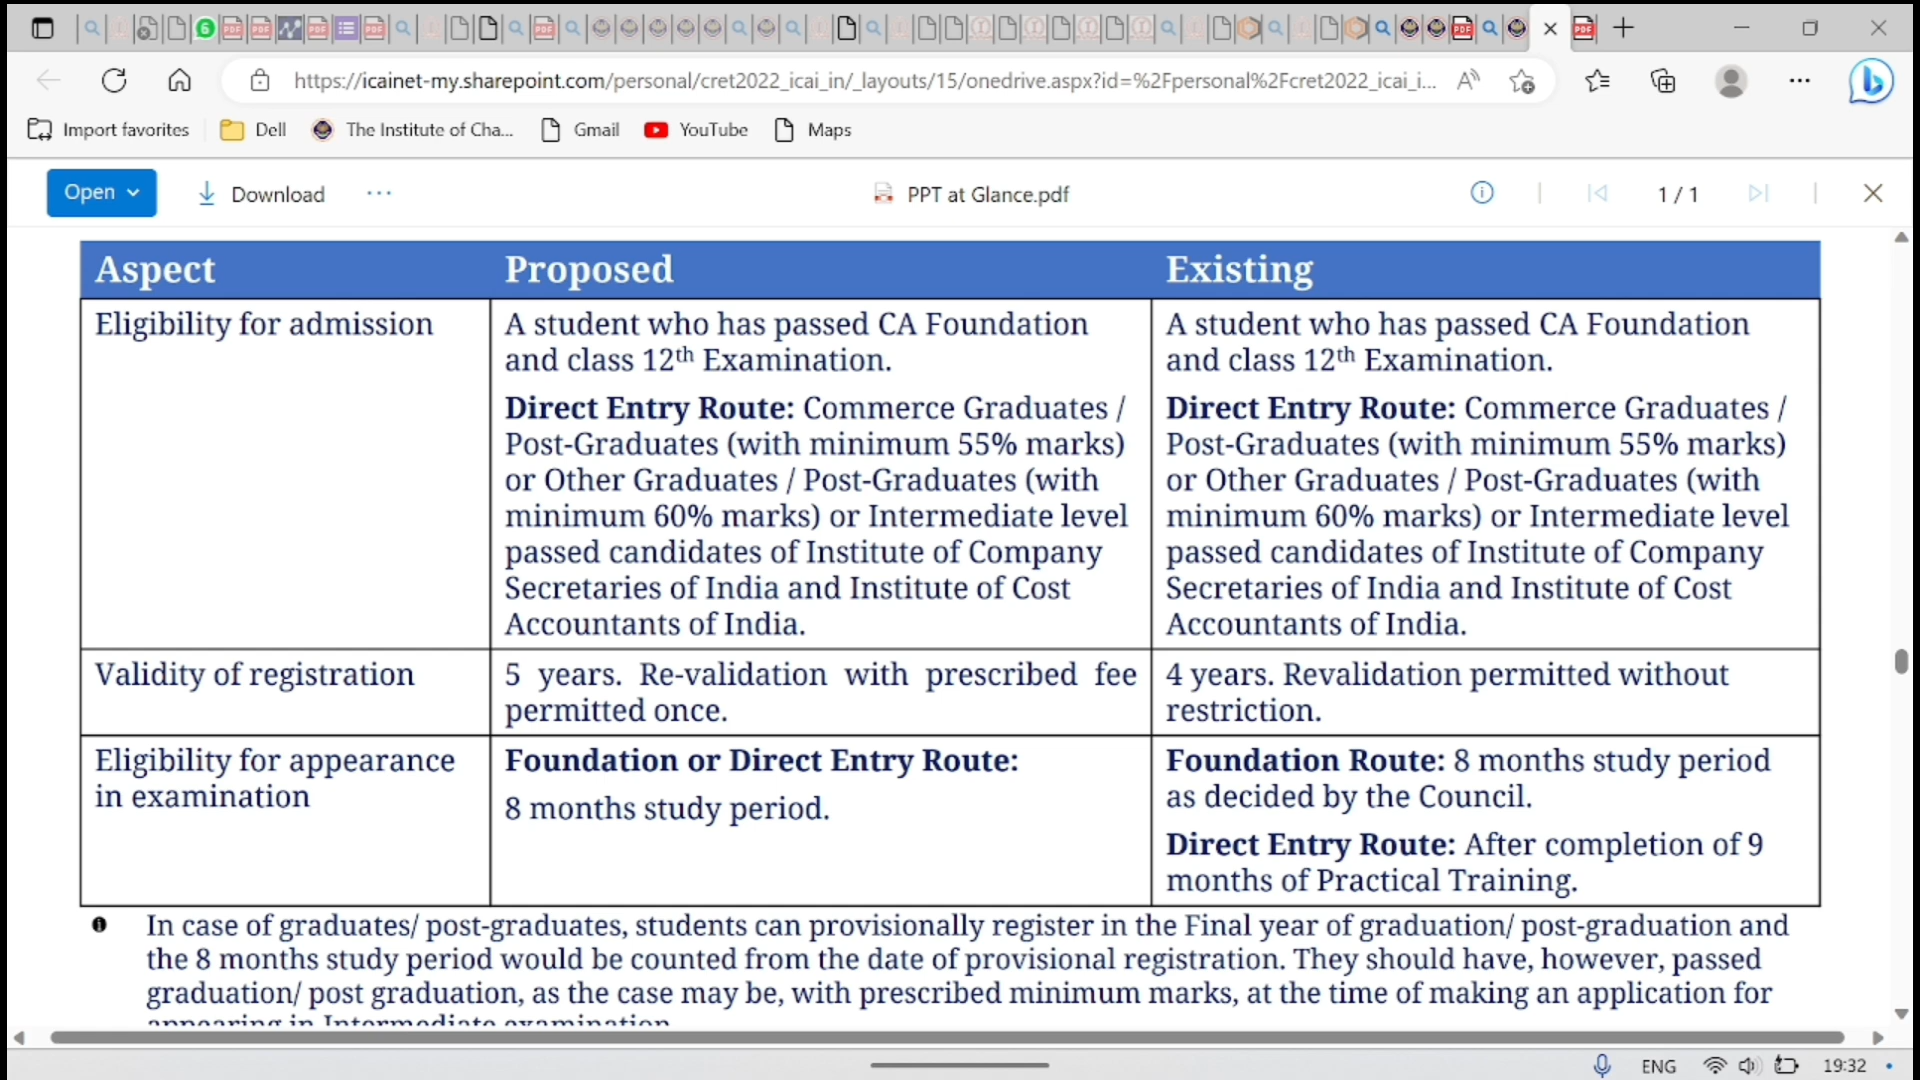 https://icainet-my.sharepoint.com/personal/cret2022_icai_in/_layouts/15/onedrive.aspx?id=%2Fpersonal%2Fcret2022_icai_i...
Import favorites
Dell
The Institute of Cha...
Gmail
YouTube
Maps
Open
Download
PPT at Glance.pdf
1 / 1
Aspect
Proposed
Existing
Eligibility for admission
A student who has passed CA Foundation
and class 12th Examination.
Direct Entry Route: Commerce Graduates /
Post-Graduates (with minimum 55% marks)
or Other Graduates / Post-Graduates (with
minimum 60% marks) or Intermediate level
passed candidates of Institute of Company
Secretaries of India and Institute of Cost
Accountants of India.
A student who has passed CA Foundation
and class 12th Examination.
Direct Entry Route: Commerce Graduates /
Post-Graduates (with minimum 55% marks)
or Other Graduates / Post-Graduates (with
minimum 60% marks) or Intermediate level
passed candidates of Institute of Company
Secretaries of India and Institute of Cost
Accountants of India.
Validity of registration
5 years. Re-validation with prescribed fee
permitted once.
4 years. Revalidation permitted without
restriction.
Eligibility for appearance
in examination
Foundation or Direct Entry Route:
8 months study period.
Foundation Route: 8 months study period
as decided by the Council.
Direct Entry Route: After completion of 9
months of Practical Training.
In case of graduates/ post-graduates, students can provisionally register in the Final year of graduation/ post-graduation and
the 8 months study period would be counted from the date of provisional registration. They should have, however, passed
graduation/ post graduation, as the case may be, with prescribed minimum marks, at the time of making an application for
appearing in Intermediate examination.
ENG
19:32